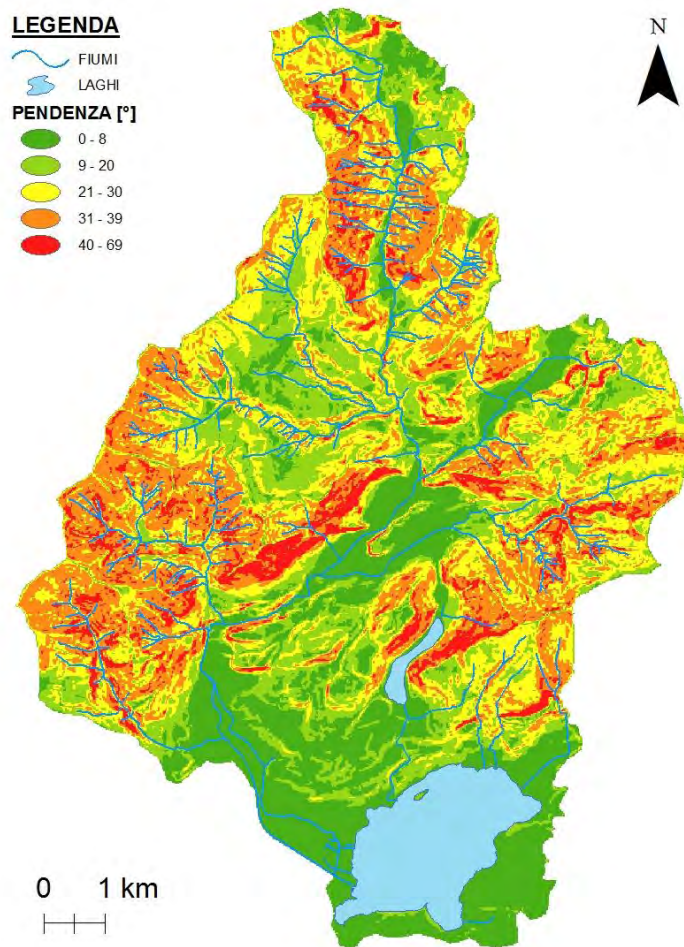 LEGENDA
FIUMI
LAGHI
PENDENZA [°]
0 - 8
9 - 20
21 - 30
31 - 39
40 - 69
N
0 1 km